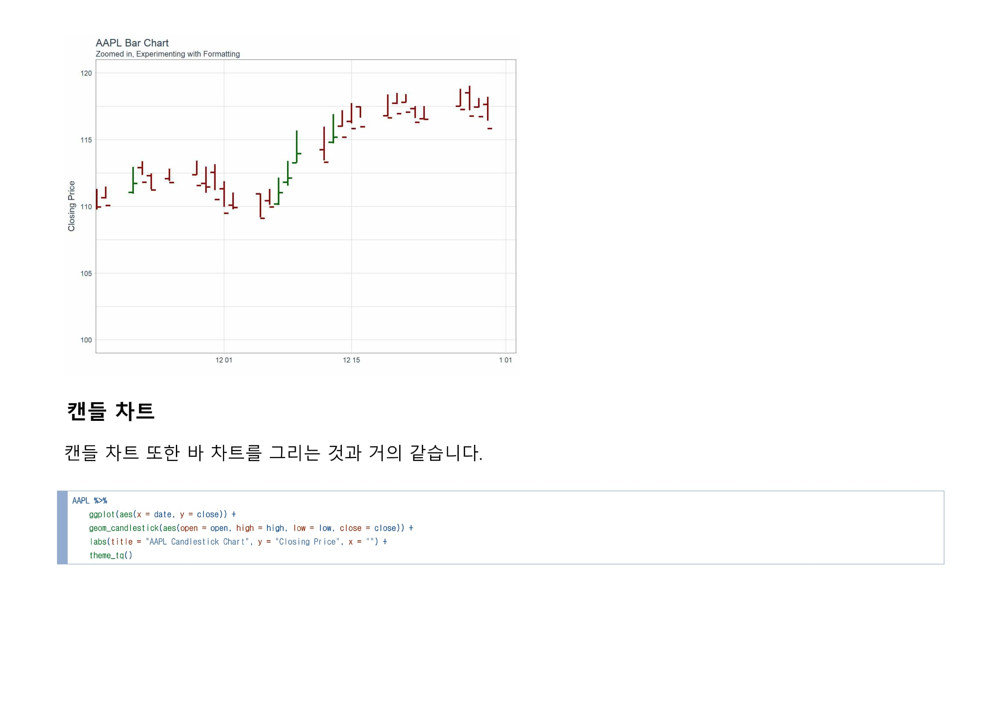 AAPL Bar Chart
Zoomed in, Experimenting with Formatting
120
115
110
105
100
Closing Price
12 01
12 15
1 01
캔들 차트
캔들 차트 또한 바 차트를 그리는 것과 거의 같습니다.
AAPL %>%
ggplot(aes(x = date, y = close)) +
geom_candlestick(aes(open = open, high = high, low = low, close = close)) +
labs(title = "AAPL Candlestick Chart", y = "Closing Price", x = "") +
theme_tq()